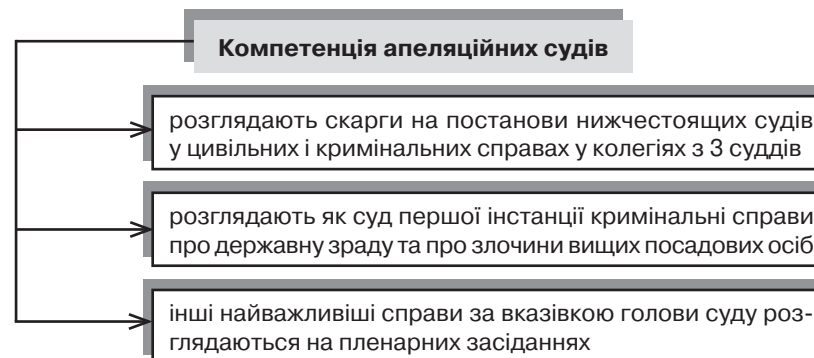 Компетенція апеляційних судів
розглядають скарги на постанови нижчестоящих судів
у цивільних і кримінальних справах у колегіях з 3 суддів
розглядають як суд першої інстанції кримінальні справи
про державну зраду та про злочини вищих посадових осіб
інші найважливіші справи за вказівкою голови суду роз-
глядаються на пленарних засіданнях